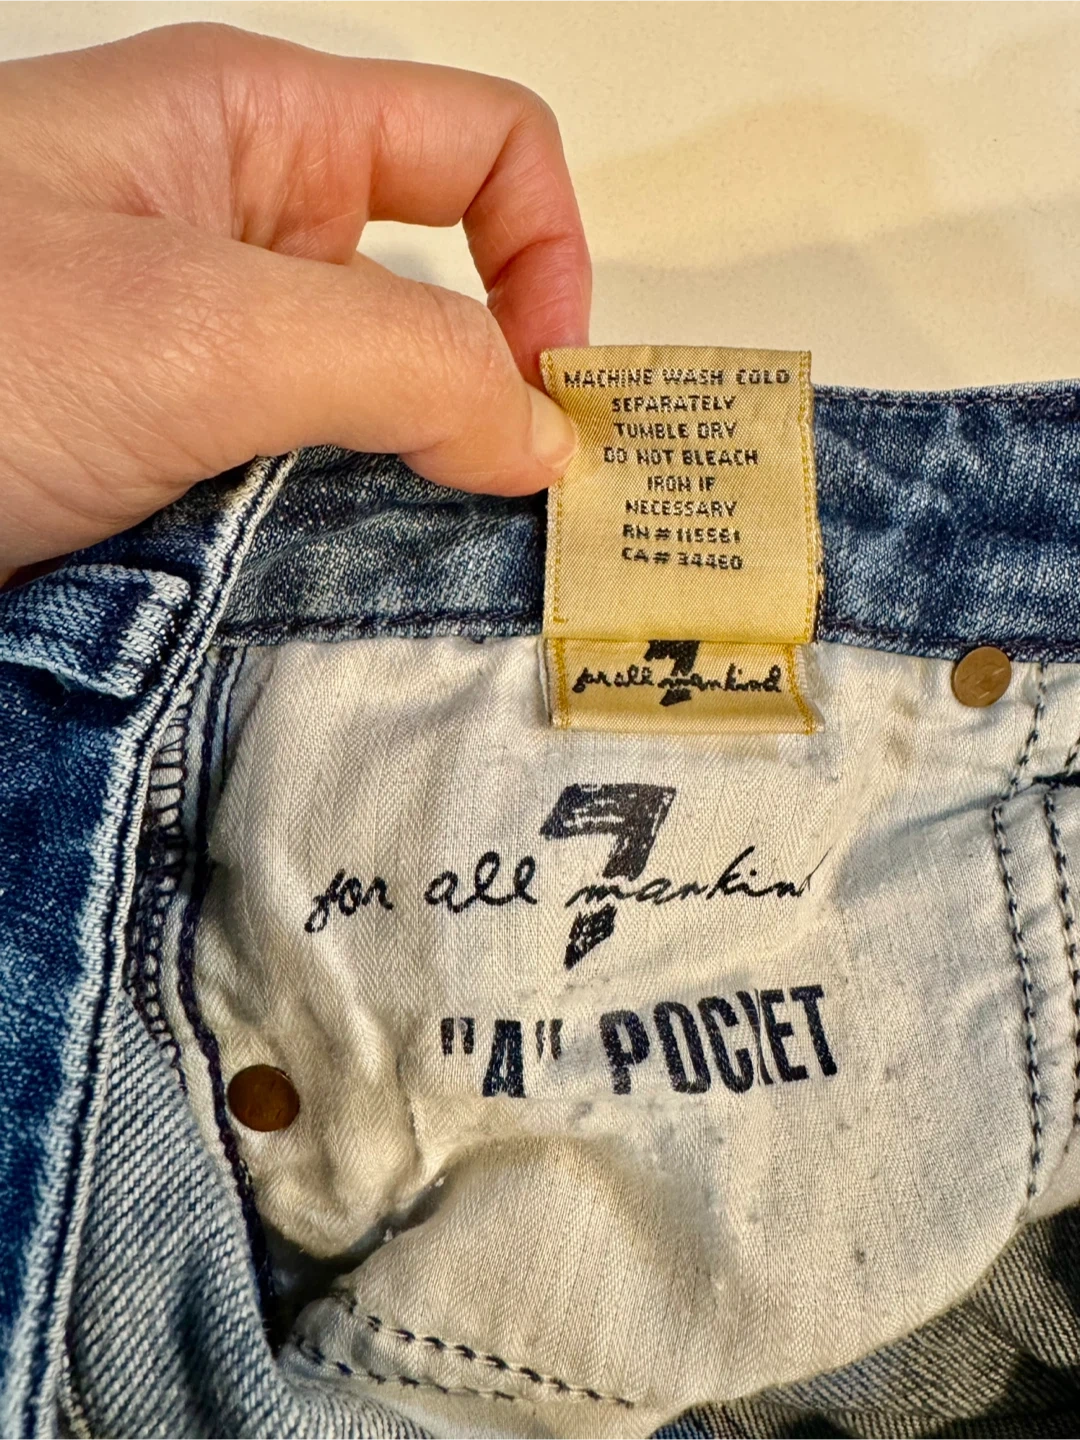 MACHINE WASH COLD
SEPARATELY
TUMBLE DRY
DO NOT BLEACH
IRON IF
NECESSARY
RN # 115581
CA # 34460
7
for all mankind
7
for all mankind
"A" POCKET